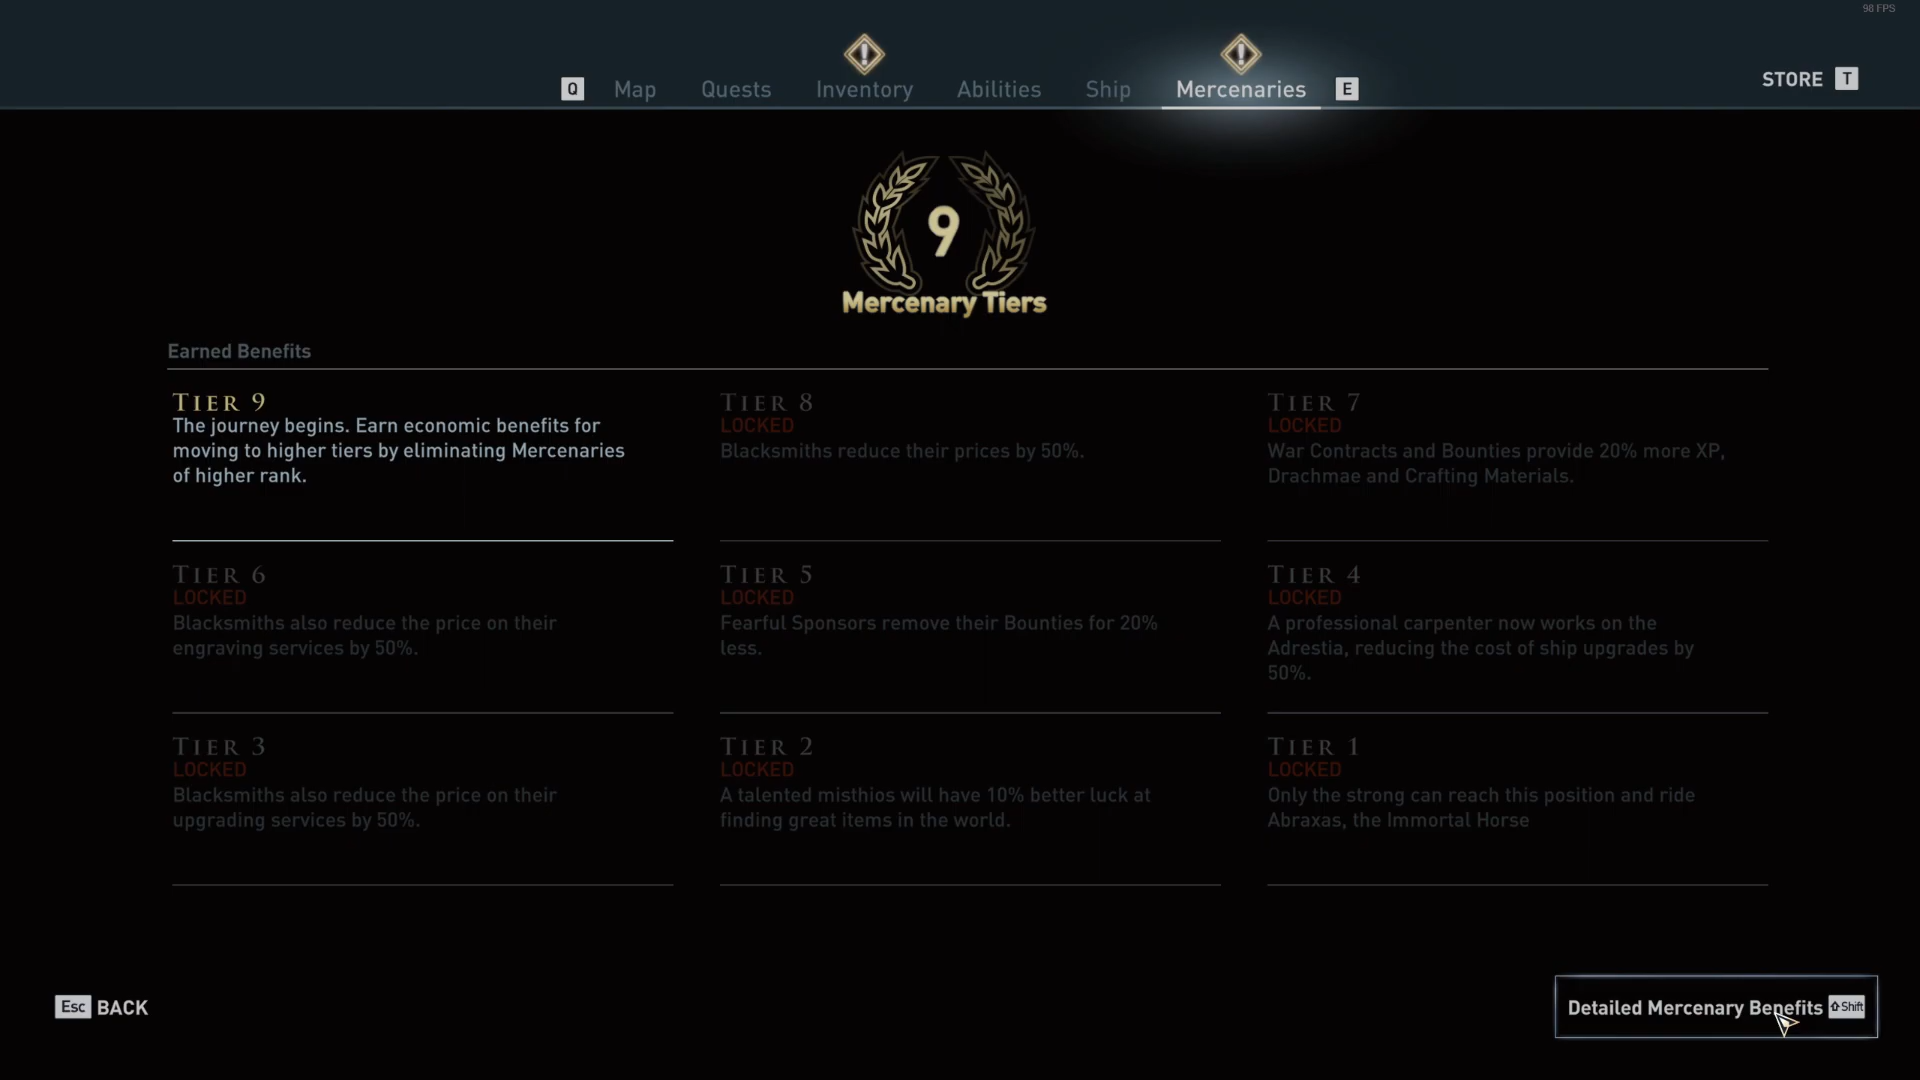 98 FPS
Q Map Quests Inventory Abilities Ship Mercenaries E
STORE T
9
Mercenary Tiers
Earned Benefits
TIER 9
The journey begins. Earn economic benefits for
moving to higher tiers by eliminating Mercenaries
of higher rank.
TIER 8
LOCKED
Blacksmiths reduce their prices by 50%.
TIER 7
LOCKED
War Contracts and Bounties provide 20% more XP,
Drachmae and Crafting Materials.
TIER 6
LOCKED
Blacksmiths also reduce the price on their
engraving services by 50%.
TIER 5
LOCKED
Fearful Sponsors remove their Bounties for 20%
less.
TIER 4
LOCKED
A professional carpenter now works on the
Adrestia, reducing the cost of ship upgrades by
50%.
TIER 3
LOCKED
Blacksmiths also reduce the price on their
upgrading services by 50%.
TIER 2
LOCKED
A talented misthios will have 10% better luck at
finding great items in the world.
TIER 1
LOCKED
Only the strong can reach this position and ride
Abraxas, the Immortal Horse
Esc BACK
Detailed Mercenary Benefits Shift